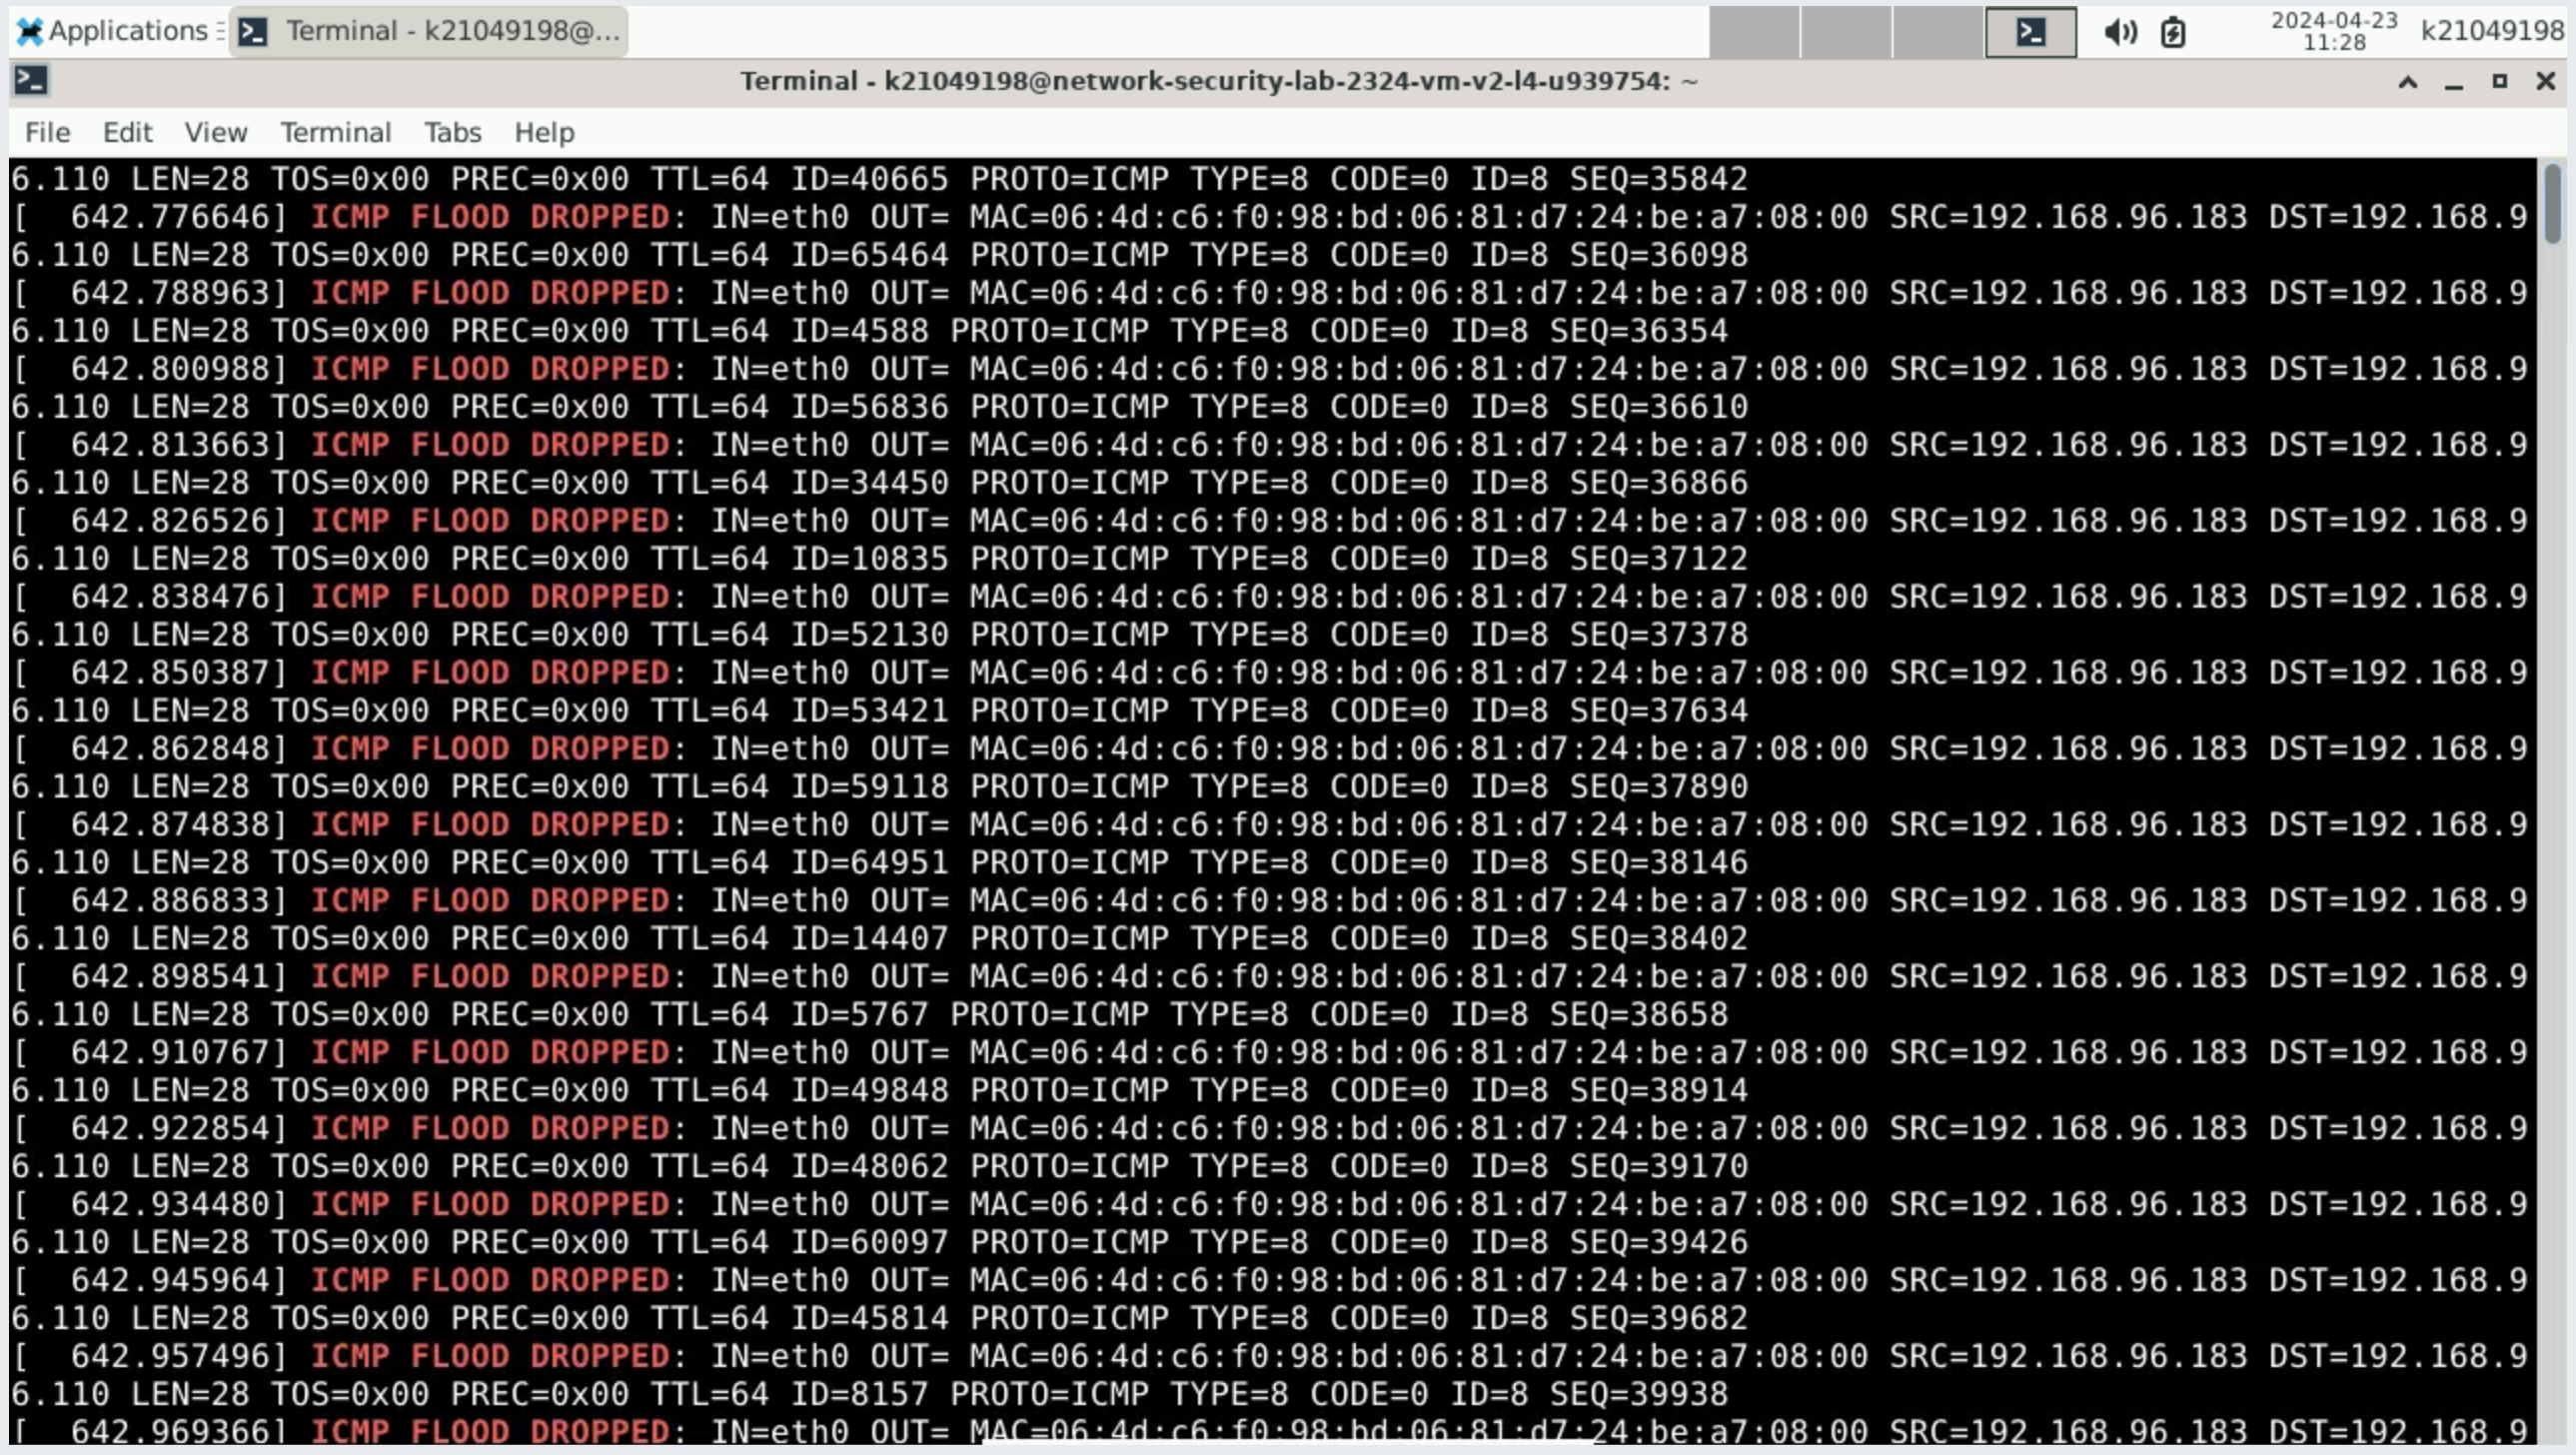 Applications Terminal - k21049198@... 2024-04-23 11:28 k21049198
Terminal - k21049198@network-security-lab-2324-vm-v2-l4-u939754: ~
File Edit View Terminal Tabs Help
6.110 LEN=28 TOS=0x00 PREC=0x00 TTL=64 ID=40665 PROTO=ICMP TYPE=8 CODE=0 ID=8 SEQ=35842
[  642.776646] ICMP FLOOD DROPPED: IN=eth0 OUT= MAC=06:4d:c6:f0:98:bd:06:81:d7:24:be:a7:08:00 SRC=192.168.96.183 DST=192.168.9
6.110 LEN=28 TOS=0x00 PREC=0x00 TTL=64 ID=65464 PROTO=ICMP TYPE=8 CODE=0 ID=8 SEQ=36098
[  642.788963] ICMP FLOOD DROPPED: IN=eth0 OUT= MAC=06:4d:c6:f0:98:bd:06:81:d7:24:be:a7:08:00 SRC=192.168.96.183 DST=192.168.9
6.110 LEN=28 TOS=0x00 PREC=0x00 TTL=64 ID=4588 PROTO=ICMP TYPE=8 CODE=0 ID=8 SEQ=36354
[  642.800988] ICMP FLOOD DROPPED: IN=eth0 OUT= MAC=06:4d:c6:f0:98:bd:06:81:d7:24:be:a7:08:00 SRC=192.168.96.183 DST=192.168.9
6.110 LEN=28 TOS=0x00 PREC=0x00 TTL=64 ID=56836 PROTO=ICMP TYPE=8 CODE=0 ID=8 SEQ=36610
[  642.813663] ICMP FLOOD DROPPED: IN=eth0 OUT= MAC=06:4d:c6:f0:98:bd:06:81:d7:24:be:a7:08:00 SRC=192.168.96.183 DST=192.168.9
6.110 LEN=28 TOS=0x00 PREC=0x00 TTL=64 ID=34450 PROTO=ICMP TYPE=8 CODE=0 ID=8 SEQ=36866
[  642.826526] ICMP FLOOD DROPPED: IN=eth0 OUT= MAC=06:4d:c6:f0:98:bd:06:81:d7:24:be:a7:08:00 SRC=192.168.96.183 DST=192.168.9
6.110 LEN=28 TOS=0x00 PREC=0x00 TTL=64 ID=10835 PROTO=ICMP TYPE=8 CODE=0 ID=8 SEQ=37122
[  642.838476] ICMP FLOOD DROPPED: IN=eth0 OUT= MAC=06:4d:c6:f0:98:bd:06:81:d7:24:be:a7:08:00 SRC=192.168.96.183 DST=192.168.9
6.110 LEN=28 TOS=0x00 PREC=0x00 TTL=64 ID=52130 PROTO=ICMP TYPE=8 CODE=0 ID=8 SEQ=37378
[  642.850387] ICMP FLOOD DROPPED: IN=eth0 OUT= MAC=06:4d:c6:f0:98:bd:06:81:d7:24:be:a7:08:00 SRC=192.168.96.183 DST=192.168.9
6.110 LEN=28 TOS=0x00 PREC=0x00 TTL=64 ID=53421 PROTO=ICMP TYPE=8 CODE=0 ID=8 SEQ=37634
[  642.862848] ICMP FLOOD DROPPED: IN=eth0 OUT= MAC=06:4d:c6:f0:98:bd:06:81:d7:24:be:a7:08:00 SRC=192.168.96.183 DST=192.168.9
6.110 LEN=28 TOS=0x00 PREC=0x00 TTL=64 ID=59118 PROTO=ICMP TYPE=8 CODE=0 ID=8 SEQ=37890
[  642.874838] ICMP FLOOD DROPPED: IN=eth0 OUT= MAC=06:4d:c6:f0:98:bd:06:81:d7:24:be:a7:08:00 SRC=192.168.96.183 DST=192.168.9
6.110 LEN=28 TOS=0x00 PREC=0x00 TTL=64 ID=64951 PROTO=ICMP TYPE=8 CODE=0 ID=8 SEQ=38146
[  642.886833] ICMP FLOOD DROPPED: IN=eth0 OUT= MAC=06:4d:c6:f0:98:bd:06:81:d7:24:be:a7:08:00 SRC=192.168.96.183 DST=192.168.9
6.110 LEN=28 TOS=0x00 PREC=0x00 TTL=64 ID=14407 PROTO=ICMP TYPE=8 CODE=0 ID=8 SEQ=38402
[  642.898541] ICMP FLOOD DROPPED: IN=eth0 OUT= MAC=06:4d:c6:f0:98:bd:06:81:d7:24:be:a7:08:00 SRC=192.168.96.183 DST=192.168.9
6.110 LEN=28 TOS=0x00 PREC=0x00 TTL=64 ID=5767 PROTO=ICMP TYPE=8 CODE=0 ID=8 SEQ=38658
[  642.910767] ICMP FLOOD DROPPED: IN=eth0 OUT= MAC=06:4d:c6:f0:98:bd:06:81:d7:24:be:a7:08:00 SRC=192.168.96.183 DST=192.168.9
6.110 LEN=28 TOS=0x00 PREC=0x00 TTL=64 ID=49848 PROTO=ICMP TYPE=8 CODE=0 ID=8 SEQ=38914
[  642.922854] ICMP FLOOD DROPPED: IN=eth0 OUT= MAC=06:4d:c6:f0:98:bd:06:81:d7:24:be:a7:08:00 SRC=192.168.96.183 DST=192.168.9
6.110 LEN=28 TOS=0x00 PREC=0x00 TTL=64 ID=48062 PROTO=ICMP TYPE=8 CODE=0 ID=8 SEQ=39170
[  642.934480] ICMP FLOOD DROPPED: IN=eth0 OUT= MAC=06:4d:c6:f0:98:bd:06:81:d7:24:be:a7:08:00 SRC=192.168.96.183 DST=192.168.9
6.110 LEN=28 TOS=0x00 PREC=0x00 TTL=64 ID=60097 PROTO=ICMP TYPE=8 CODE=0 ID=8 SEQ=39426
[  642.945964] ICMP FLOOD DROPPED: IN=eth0 OUT= MAC=06:4d:c6:f0:98:bd:06:81:d7:24:be:a7:08:00 SRC=192.168.96.183 DST=192.168.9
6.110 LEN=28 TOS=0x00 PREC=0x00 TTL=64 ID=45814 PROTO=ICMP TYPE=8 CODE=0 ID=8 SEQ=39682
[  642.957496] ICMP FLOOD DROPPED: IN=eth0 OUT= MAC=06:4d:c6:f0:98:bd:06:81:d7:24:be:a7:08:00 SRC=192.168.96.183 DST=192.168.9
6.110 LEN=28 TOS=0x00 PREC=0x00 TTL=64 ID=8157 PROTO=ICMP TYPE=8 CODE=0 ID=8 SEQ=39938
[  642.969366] ICMP FLOOD DROPPED: IN=eth0 OUT= MAC=06:4d:c6:f0:98:bd:06:81:d7:24:be:a7:08:00 SRC=192.168.96.183 DST=192.168.9